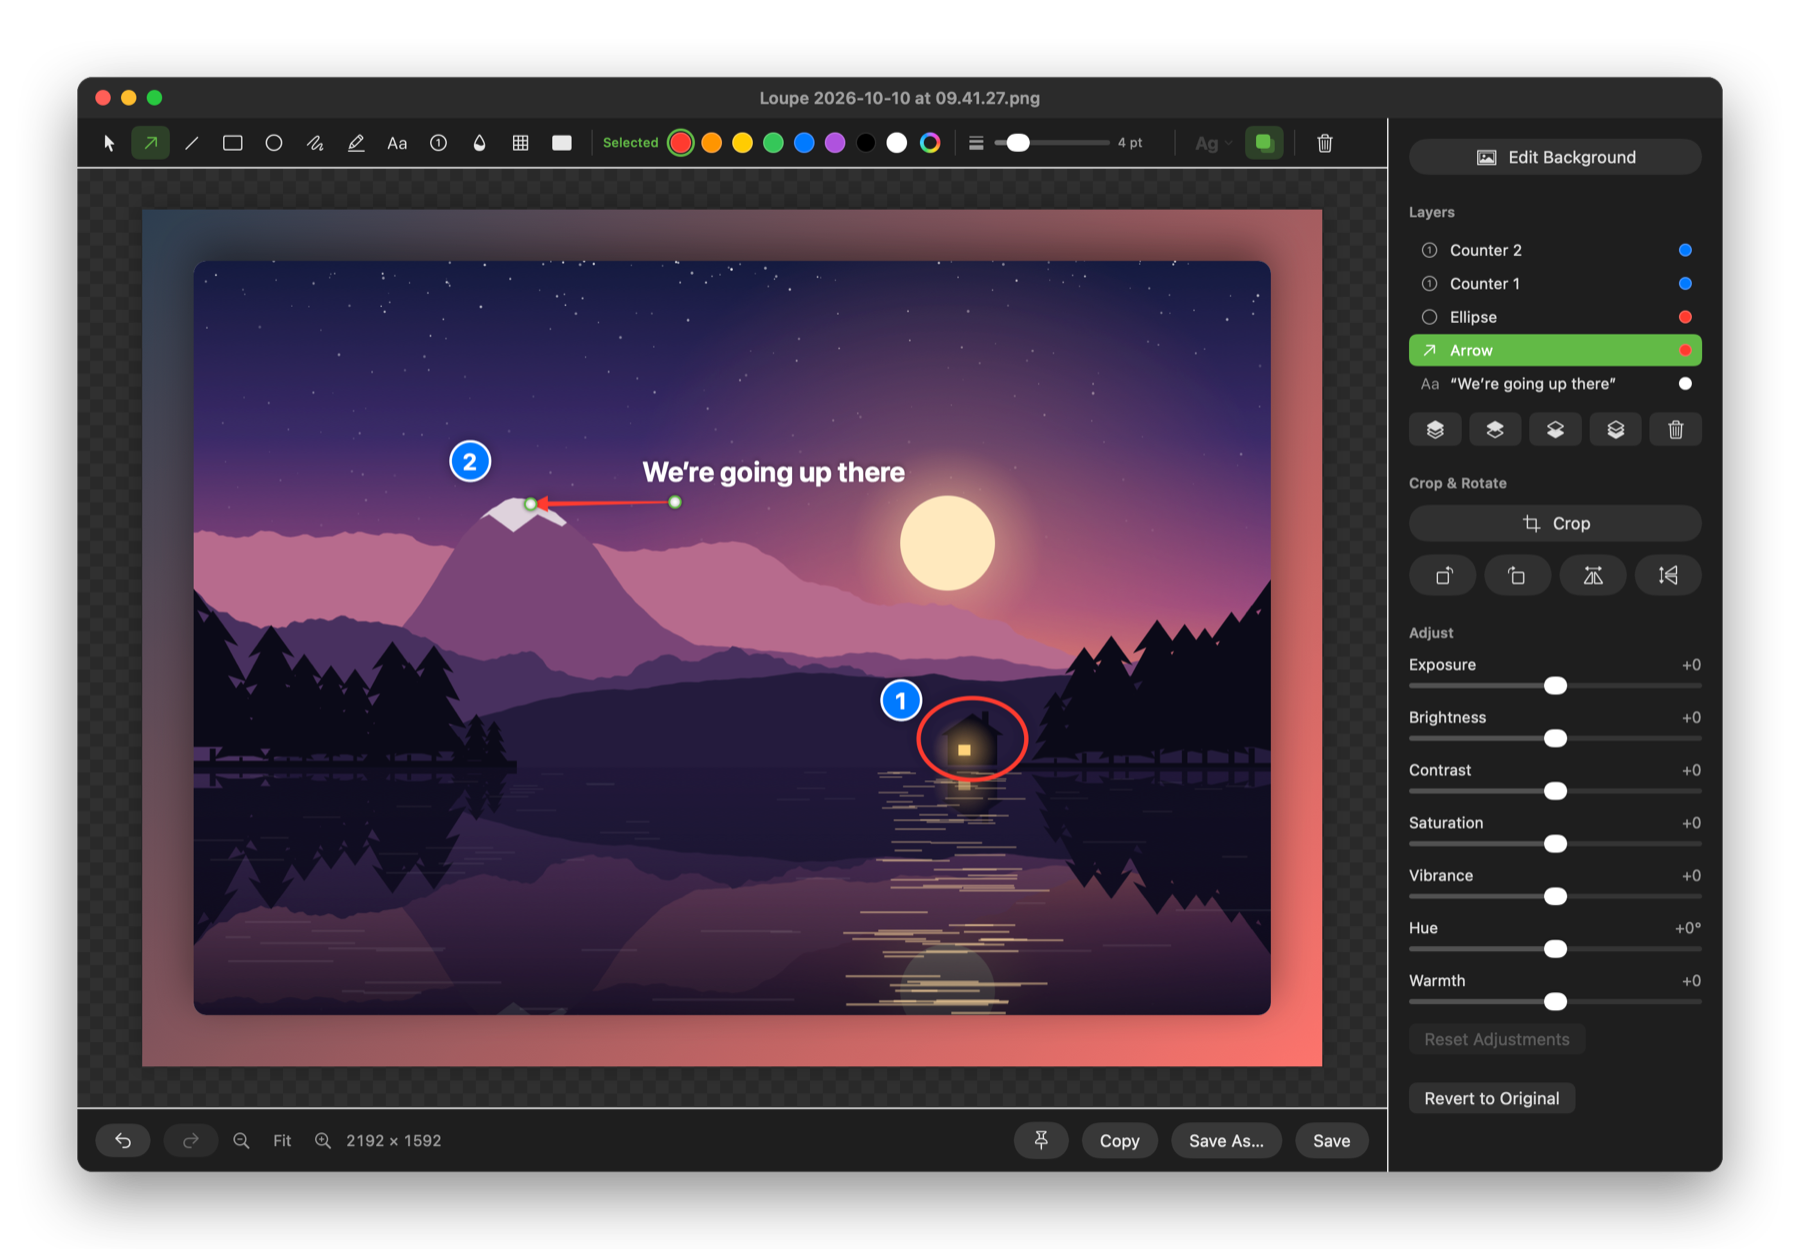 Loupe 2026-10-10 at 09.41.27.png
Aa
1
Selected
4 pt
Ag
Edit Background
Layers
1 Counter 2
1 Counter 1
Ellipse
Arrow
Aa “We’re going up there”
2
We’re going up there
1
Crop & Rotate
Crop
Adjust
Exposure +0
Brightness +0
Contrast +0
Saturation +0
Vibrance +0
Hue +0°
Warmth +0
Reset Adjustments
Revert to Original
Fit
2192 × 1592
Copy
Save As...
Save